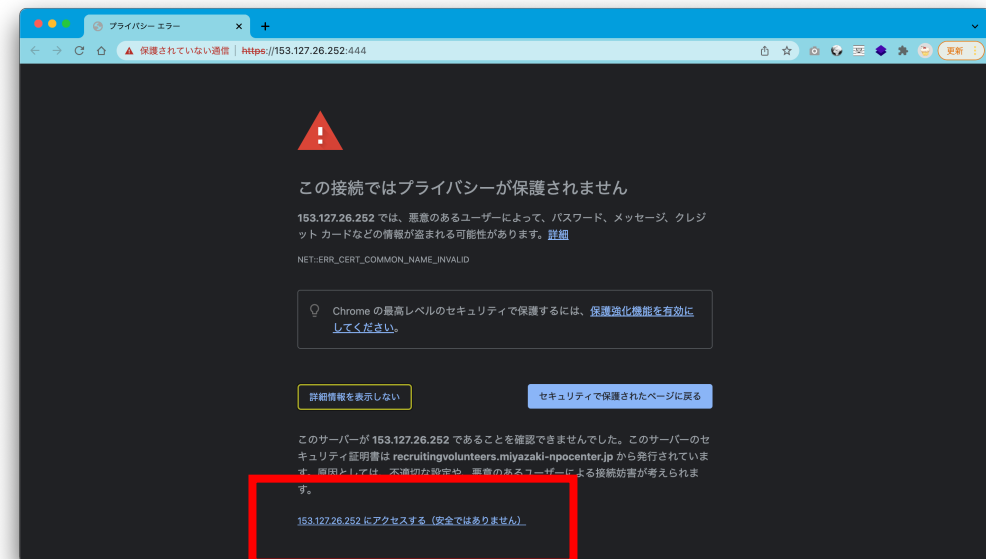 プライバシー エラー
保護されていない通信 | https://153.127.26.252:444
更新
この接続ではプライバシーが保護されません
153.127.26.252 では、悪意のあるユーザーによって、パスワード、メッセージ、クレジ
ット カードなどの情報が盗まれる可能性があります。詳細
NET::ERR_CERT_COMMON_NAME_INVALID
Chrome の最高レベルのセキュリティで保護するには、保護強化機能を有効に
してください。
詳細情報を表示しない
セキュリティで保護されたページに戻る
このサーバーが 153.127.26.252 であることを確認できませんでした。このサーバーのセ
キュリティ証明書は recruitingvolunteers.miyazaki-npocenter.jp から発行されていま
す。原因としては、不適切な設定や、悪意のあるユーザーによる接続妨害が考えられま
す。
153.127.26.252 にアクセスする（安全ではありません）